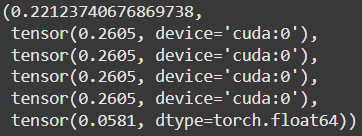 (0.22123740676869738,
 tensor(0.2605, device='cuda:0'),
 tensor(0.2605, device='cuda:0'),
 tensor(0.2605, device='cuda:0'),
 tensor(0.2605, device='cuda:0'),
 tensor(0.0581, dtype=torch.float64))